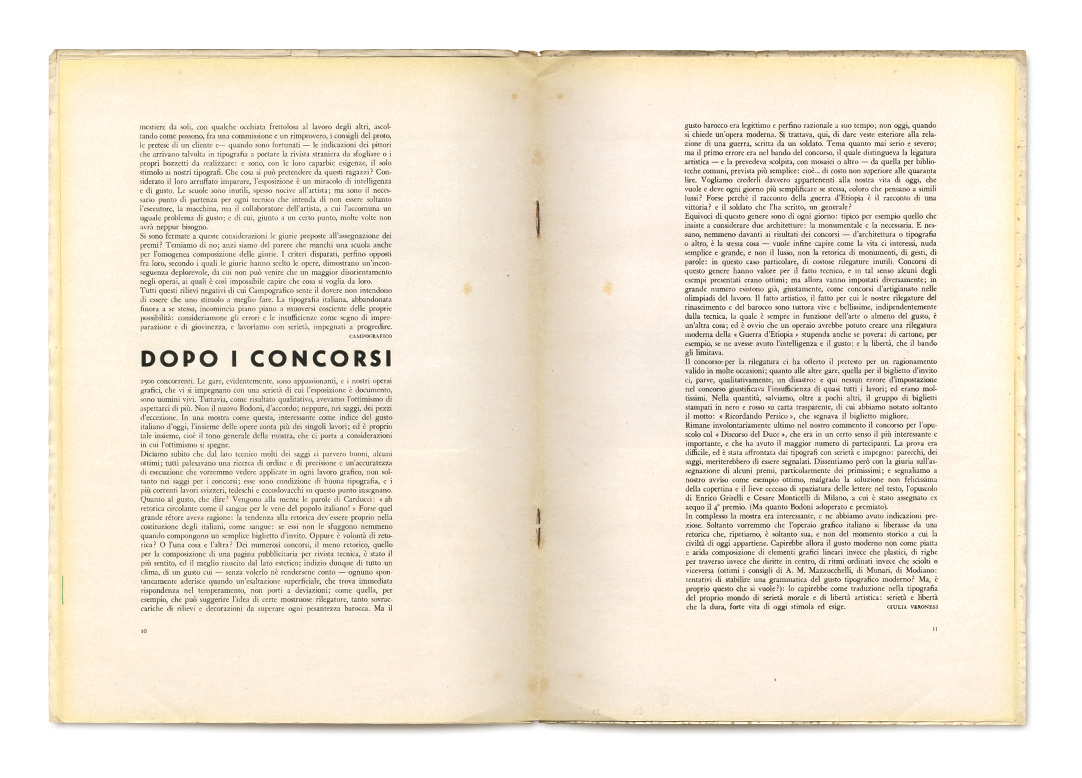 mestiere da soli, con qualche occhiata frettolosa al lavoro degli altri, ascol-
tando come possono, fra una commissione e un rimprovero, i consigli del proto,
le pretese di un cliente e— quando sono fortunati — le indicazioni dei pittori
che arrivano talvolta in tipografia a portare la rivista straniera da sfogliare o i
propri bozzetti da realizzare: e sono, con le loro caparbie esigenze, il solo
stimolo ai nostri tipografi. Che cosa si può pretendere da questi ragazzi? Con-
siderato il loro arruffato imparare, l'esposizione è un miracolo di intelligenza
e di gusto. Le scuole sono inutili, spesso nocive all'artista; ma sono il neces-
sario punto di partenza per ogni tecnico che intenda di non essere soltanto
l'esecutore, la macchina, ma il collaboratore dell'artista, a cui l'accomuna un
uguale problema di gusto; e di cui, giunto a un certo punto, molte volte non
avrà neppur bisogno.
Si sono fermate a queste considerazioni le giurie preposte all'assegnazione dei
premi? Temiamo di no; anzi siamo del parere che manchi una scuola anche
per l'omogenea composizione delle giurie. I criteri disparati, perfino opposti
fra loro, secondo i quali le giurie hanno scelto le opere, dimostrano un'incon-
seguenza deplorevole, da cui non può venire che un maggior disorientamento
negli operai, ai quali è così impossibile capire che cosa si voglia da loro.
Tutti questi rilievi negativi di cui Campografico sente il dovere non intendono
di essere che uno stimolo a meglio fare. La tipografia italiana, abbandonata
finora a se stessa, incomincia piano piano a muoversi cosciente delle proprie
possibilità: consideriamone gli errori e le insufficienze come segno di impre-
parazione e di giovinezza, e lavoriamo con serietà, impegnati a progredire.
CAMPOGRAFICO
DOPO I CONCORSI
2500 concorrenti. Le gare, evidentemente, sono appassionanti, e i nostri operai
grafici, che vi si impegnano con una serietà di cui l'esposizione è documento,
sono uomini vivi. Tuttavia, come risultato qualitativo, avevamo l'ottimismo di
aspettarci di più. Non il nuovo Bodoni, d'accordo; neppure, nei saggi, dei pezzi
d'eccezione. In una mostra come questa, interessante come indice del gusto
italiano d'oggi, l'insieme delle opere conta più dei singoli lavori; ed è proprio
tale insieme, cioè il tono generale della mostra, che ci porta a considerazioni
in cui l'ottimismo si spegne.
Diciamo subito che dal lato tecnico molti dei saggi ci parvero buoni, alcuni
ottimi; tutti palesavano una ricerca di ordine e di precisione e un'accuratezza
di esecuzione che vorremmo vedere applicate in ogni lavoro grafico, non sol-
tanto nei saggi per i concorsi; esse sono condizione di buona tipografia, e i
più correnti lavori svizzeri, tedeschi e cecoslovacchi su questo punto insegnano.
Quanto al gusto, che dire? Vengono alla mente le parole di Carducci: « ah
retorica circolante come il sangue per le vene del popolo italiano! » Forse quel
grande rétore aveva ragione: la tendenza alla retorica dev'essere proprio nella
costituzione degli italiani, come sangue: se essi non le sfuggono nemmeno
quando compongono un semplice biglietto d'invito. Oppure è volontà di reto-
rica? O l'una cosa e l'altra? Dei numerosi concorsi, il meno retorico, quello
per la composizione di una pagina pubblicitaria per rivista tecnica, è stato il
più sentito, ed il meglio riuscito dal lato estetico; indizio dunque di tutto un
clima, di un gusto cui — senza volerlo nè rendersene conto — ognuno spon-
taneamente aderisce quando un'esaltazione superficiale, che trova immediata
rispondenza nel temperamento, non porti a deviazioni; come quella, per
esempio, che può suggerire l'idea di certe mostruose rilegature, tanto sovrac-
cariche di rilievi e decorazioni da superare ogni pesantezza barocca. Ma il
10
gusto barocco era legittimo e perfino razionale a suo tempo; non oggi, quando
si chiede un'opera moderna. Si trattava, qui, di dare veste esteriore alla rela-
zione di una guerra, scritta da un soldato. Tema quanto mai serio e severo;
ma il primo errore era nel bando del concorso, il quale distingueva la legatura
artistica — e la prevedeva scolpita, con mosaici o altro — da quella per biblio-
teche comuni, prevista più semplice: cioè... di costo non superiore alle quaranta
lire. Vogliamo crederli davvero appartenenti alla nostra vita di oggi, che
vuole e deve ogni giorno più semplificare se stessa, coloro che pensano a simili
lussi? Forse perchè il racconto della guerra d'Etiopia è il racconto di una
vittoria? e il soldato che l'ha scritto, un generale?
Equivoci di questo genere sono di ogni giorno: tipico per esempio quello che
insiste a considerare due architetture: la monumentale e la necessaria. E nes-
suno, nemmeno davanti ai risultati dei concorsi — d'architettura o tipografia
o altro, è la stessa cosa — vuole infine capire come la vita ci interessi, nuda
semplice e grande, e non il lusso, non la retorica di monumenti, di gesti, di
parole: in questo caso particolare, di costose rilegature inutili. Concorsi di
questo genere hanno valore per il fatto tecnico, e in tal senso alcuni degli
esempi presentati erano ottimi; ma allora vanno impostati diversamente; in
grande numero esistono già, giustamente, come concorsi d'artigianato nelle
olimpiadi del lavoro. Il fatto artistico, il fatto per cui le nostre rilegature del
rinascimento e del barocco sono tuttora vive e bellissime, indipendentemente
dalla tecnica, la quale è sempre in funzione dell'arte o almeno del gusto, è
un'altra cosa; ed è ovvio che un operaio avrebbe potuto creare una rilegatura
moderna della « Guerra d'Etiopia » stupenda anche se povera: di cartone, per
esempio, se ne avesse avuto l'intelligenza e il gusto; e la libertà, che il bando
gli limitava.
Il concorso per la rilegatura ci ha offerto il pretesto per un ragionamento
valido in molte occasioni; quanto alle altre gare, quella per il biglietto d'invito
ci, parve, qualitativamente, un disastro: e qui nessun errore d'impostazione
nel concorso giustificava l'insufficienza di quasi tutti i lavori; ed erano mol-
tissimi. Nella quantità, salviamo, oltre a pochi altri, il gruppo di biglietti
stampati in nero e rosso su carta trasparente, di cui abbiamo notato soltanto
il motto: « Ricordando Persico », che segnava il biglietto migliore.
Rimane involontariamente ultimo nel nostro commento il concorso per l'opu-
scolo col « Discorso del Duce », che era in un certo senso il più interessante e
importante, e che ha avuto il maggior numero di partecipanti. La prova era
difficile, ed è stata affrontata dai tipografi con serietà e impegno: parecchi, dei
saggi, meriterebbero di essere segnalati. Dissentiamo però con la giuria sull'as-
segnazione di alcuni premi, particolarmente dei primissimi; e segnaliamo a
nostro avviso come esempio ottimo, malgrado la soluzione non felicissima
della copertina e il lieve eccesso di spaziatura delle lettere nel testo, l'opuscolo
di Enrico Griselli e Cesare Monticelli di Milano, a cui è stato assegnato ex
aequo il 4º premio. (Ma quanto Bodoni adoperato e premiato).
In complesso la mostra era interessante, e ne abbiamo avuto indicazioni pre-
ziose. Soltanto vorremmo che l'operaio grafico italiano si liberasse da una
retorica che, ripetiamo, è soltanto sua, e non del momento storico a cui la
civiltà di oggi appartiene. Capirebbe allora il gusto moderno non come piatta
e arida composizione di elementi grafici lineari invece che plastici, di righe
per traverso invece che diritte in centro, di ritmi ordinati invece che sciolti o
viceversa (ottimi i consigli di A. M. Mazzucchelli, di Munari, di Modiano:
tentativi di stabilire una grammatica del gusto tipografico moderno? Ma, è
proprio questo che si vuole?): lo capirebbe come traduzione nella tipografia
del proprio mondo di serietà morale e di libertà artistica: serietà e libertà
che la dura, forte vita di oggi stimola ed esige. GIULIA VERONESI
11